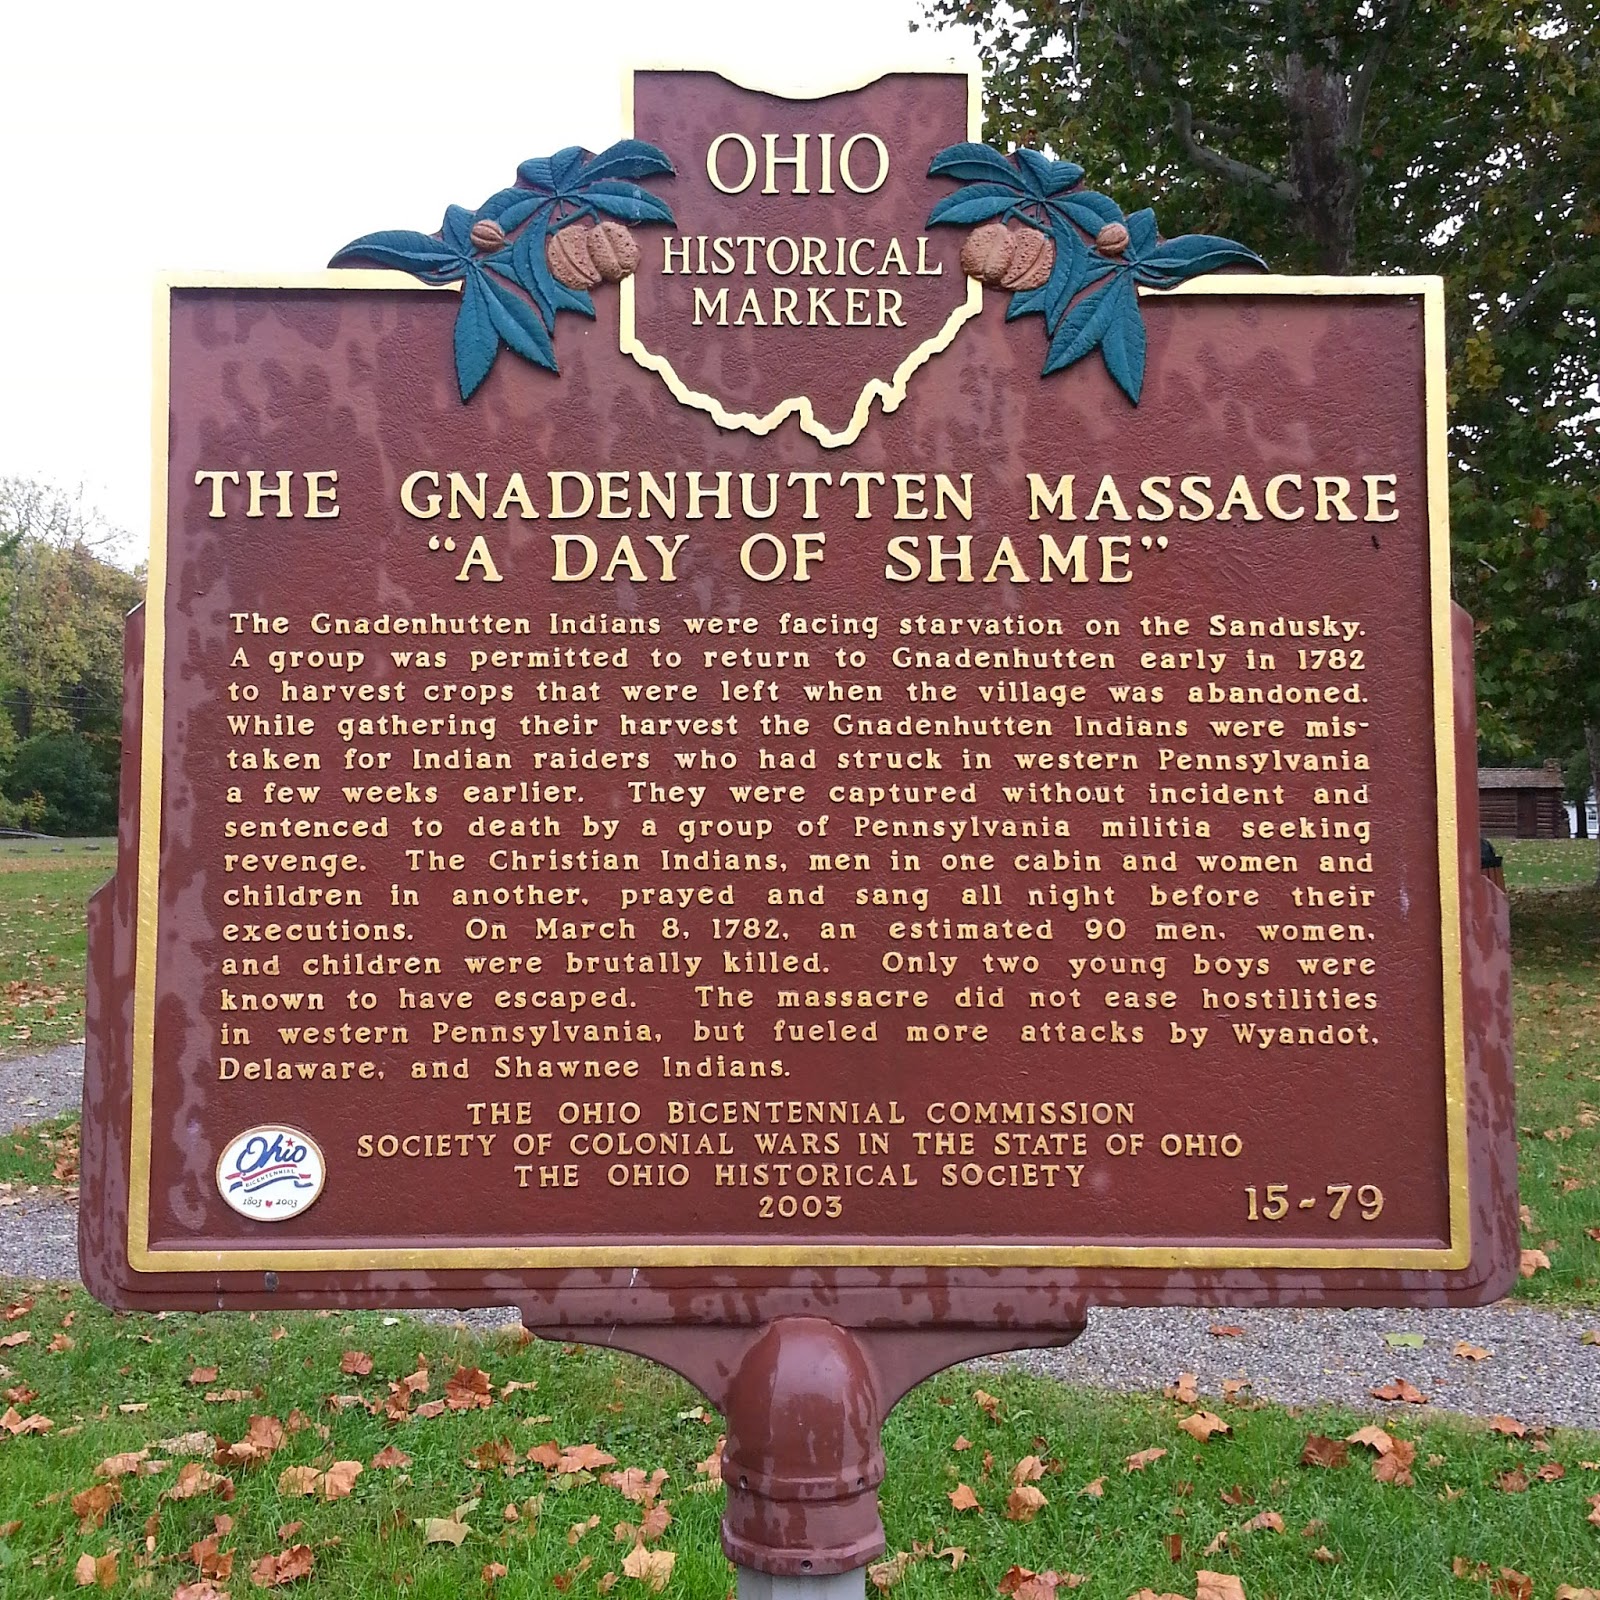 OHIO
HISTORICAL
MARKER
THE GNADENHUTTEN MASSACRE
"A DAY OF SHAME"
The Gnadenhutten Indians were facing starvation on the Sandusky.
A group was permitted to return to Gnadenhutten early in 1782
to harvest crops that were left when the village was abandoned.
While gathering their harvest the Gnadenhutten Indians were mis-
taken for Indian raiders who had struck in western Pennsylvania
a few weeks earlier. They were captured without incident and
sentenced to death by a group of Pennsylvania militia seeking
revenge. The Christian Indians, men in one cabin and women and
children in another, prayed and sang all night before their
executions. On March 8, 1782, an estimated 90 men, women,
and children were brutally killed. Only two young boys were
known to have escaped. The massacre did not ease hostilities
in western Pennsylvania, but fueled more attacks by Wyandot,
Delaware, and Shawnee Indians.
THE OHIO BICENTENNIAL COMMISSION
SOCIETY OF COLONIAL WARS IN THE STATE OF OHIO
THE OHIO HISTORICAL SOCIETY
2003
15-79
Ohio
BICENTENNIAL
1803 2003